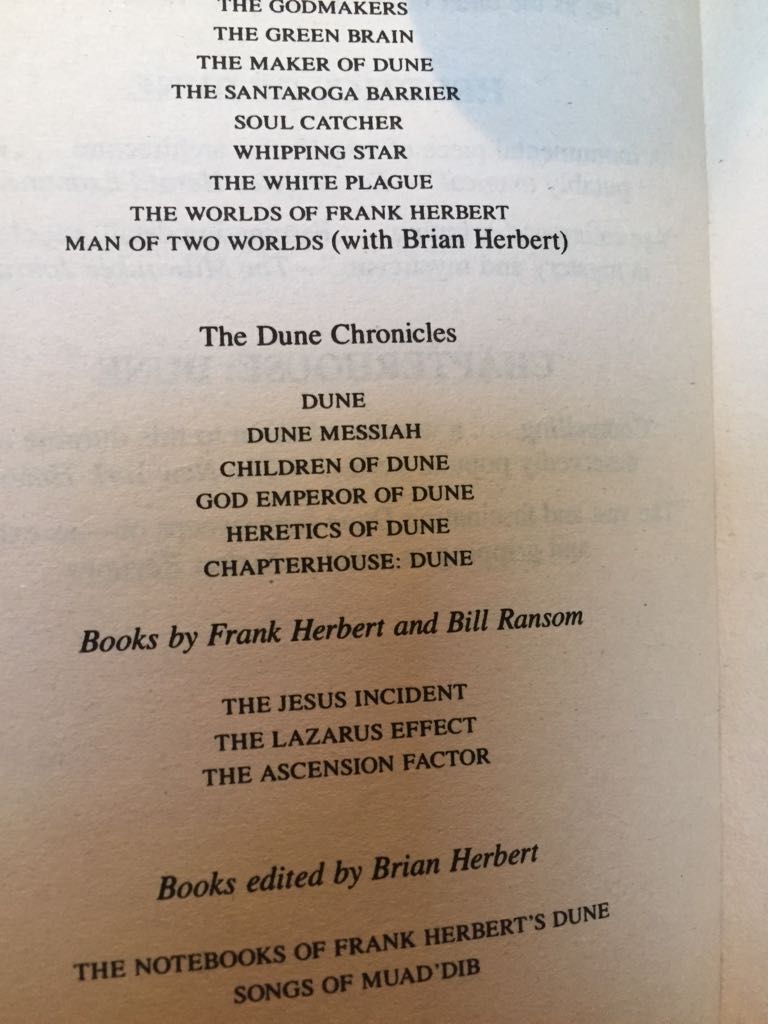 THE GODMAKERS
THE GREEN BRAIN
THE MAKER OF DUNE
THE SANTAROGA BARRIER
SOUL CATCHER
WHIPPING STAR
THE WHITE PLAGUE
THE WORLDS OF FRANK HERBERT
MAN OF TWO WORLDS (with Brian Herbert)
The Dune Chronicles
DUNE
DUNE MESSIAH
CHILDREN OF DUNE
GOD EMPEROR OF DUNE
HERETICS OF DUNE
CHAPTERHOUSE: DUNE
Books by Frank Herbert and Bill Ransom
THE JESUS INCIDENT
THE LAZARUS EFFECT
THE ASCENSION FACTOR
Books edited by Brian Herbert
THE NOTEBOOKS OF FRANK HERBERT'S DUNE
SONGS OF MUAD'DIB